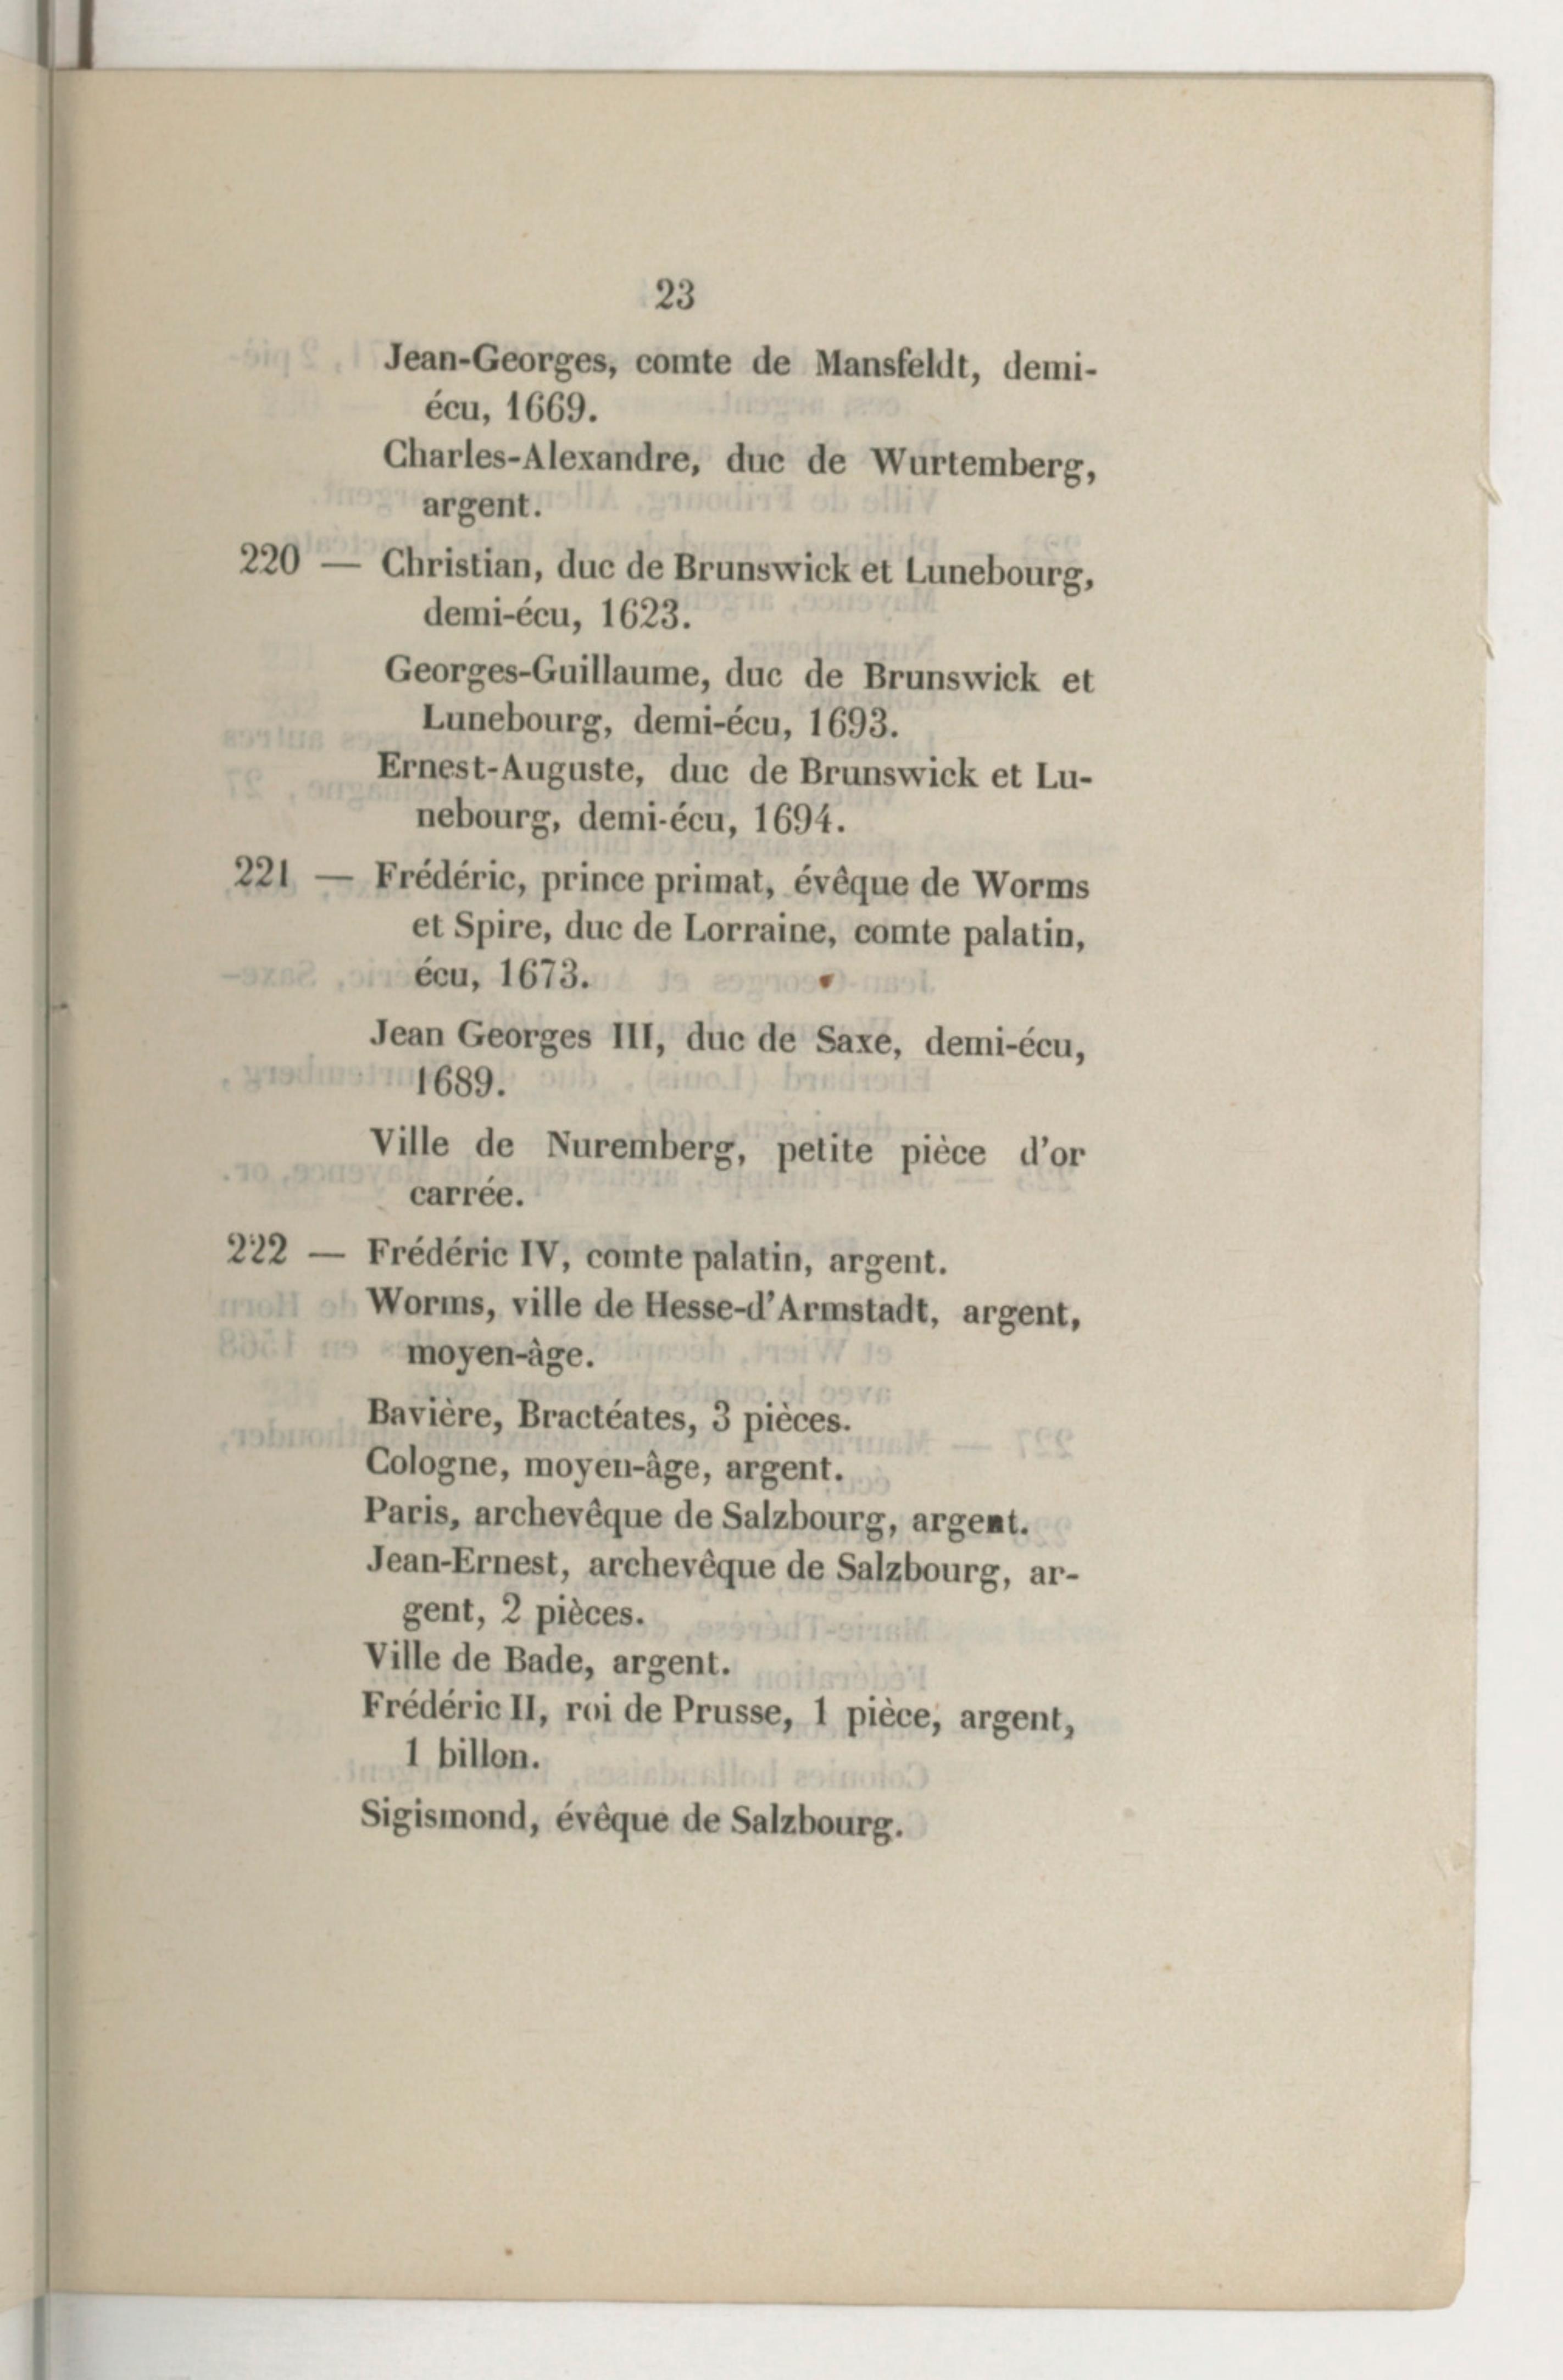 23
Jean-Georges, comte de Mansfeldt, demi-
écu, 1669.
Charles-Alexandre, duc de Wurtemberg,
argent.
220 — Christian, duc de Brunswick et Lunebourg,
demi-écu, 1623.
Georges-Guillaume, duc de Brunswick et
Lunebourg, demi-écu, 1693.
Ernest-Auguste, duc de Brunswick et Lu-
nebourg, demi-écu, 1694.
221 — Frédéric, prince primat, évêque de Worms
et Spire, duc de Lorraine, comte palatin,
écu, 1673.
Jean Georges III, duc de Saxe, demi-écu,
1689.
Ville de Nuremberg, petite pièce d'or
carrée.
222 — Frédéric IV, comte palatin, argent.
Worms, ville de Hesse-d'Armstadt, argent,
moyen-âge.
Bavière, Bractéates, 3 pièces.
Cologne, moyen-âge, argent.
Paris, archevêque de Salzbourg, argent.
Jean-Ernest, archevêque de Salzbourg, ar-
gent, 2 pièces.
Ville de Bade, argent.
Frédéric II, roi de Prusse, 1 pièce, argent,
1 billon.
Sigismond, évêque de Salzbourg.